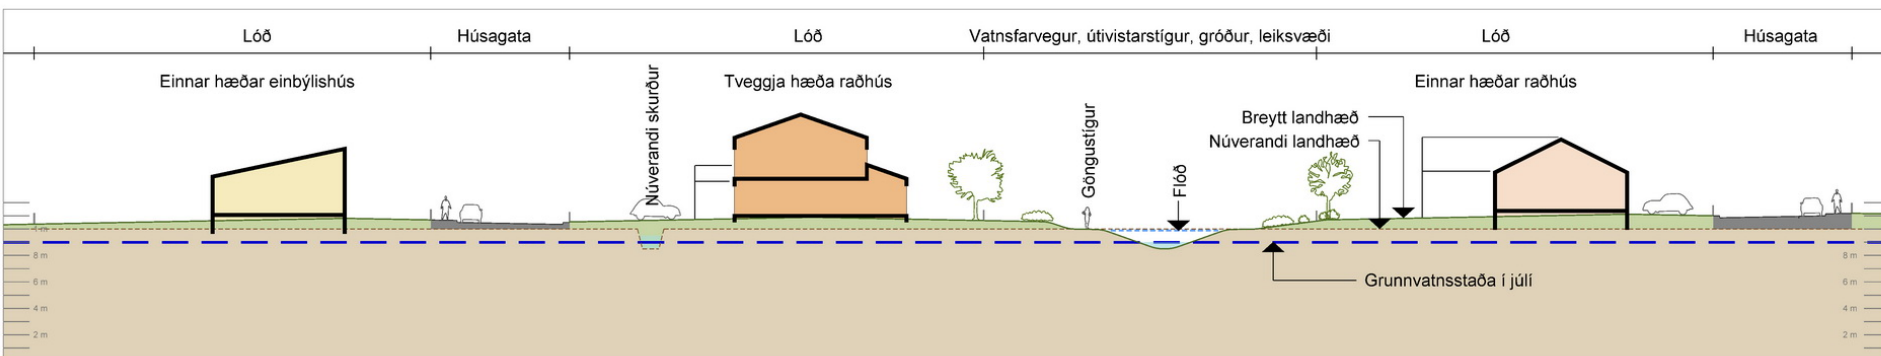 Lóð
Húsagata
Lóð
Vatnsfarvegur, útivistarstígur, gróður, leiksvæði
Lóð
Húsagata
Einnar hæðar einbýlishús
Núverandi skurður
Tveggja hæða raðhús
Göngustígur
Flóð
Einnar hæðar raðhús
Breytt landhæð
Núverandi landhæð
Grunnvatnsstaða í júlí
8 m
6 m
4 m
2 m
8 m
6 m
4 m
2 m